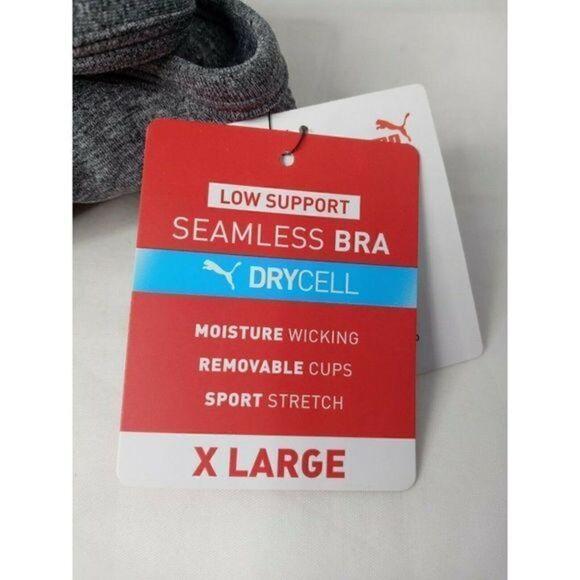 LOW SUPPORT
SEAMLESS BRA
DRYCELL
MOISTURE WICKING
REMOVABLE CUPS
SPORT STRETCH
X LARGE